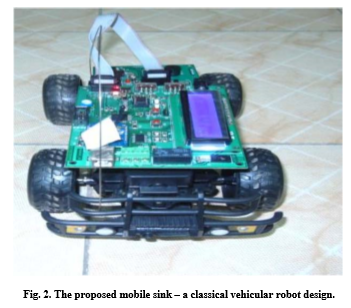 Fig. 2. The proposed mobile sink – a classical vehicular robot design.